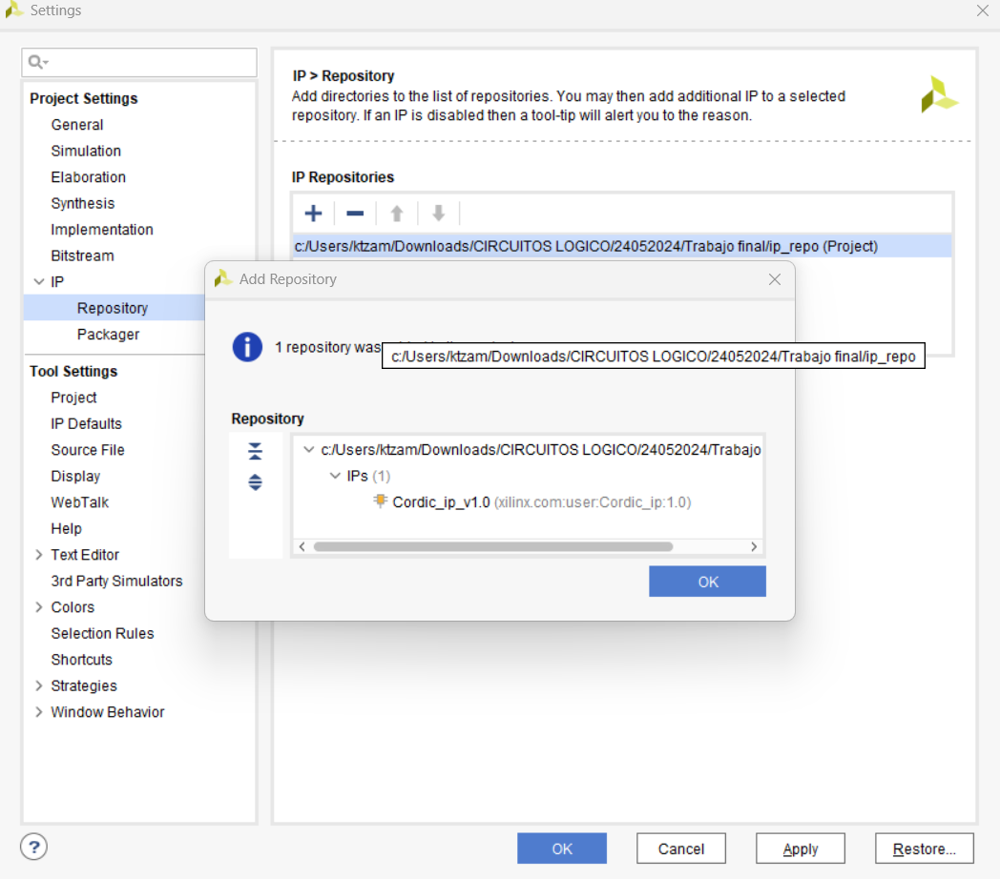 Settings
Project Settings
General
Simulation
Elaboration
Synthesis
Implementation
Bitstream
IP
Repository
Packager
Tool Settings
Project
IP Defaults
Source File
Display
WebTalk
Help
Text Editor
3rd Party Simulators
Colors
Selection Rules
Shortcuts
Strategies
Window Behavior
IP > Repository
Add directories to the list of repositories. You may then add additional IP to a selected
repository. If an IP is disabled then a tool-tip will alert you to the reason.
IP Repositories
c:/Users/ktzam/Downloads/CIRCUITOS LOGICO/24052024/Trabajo final/ip_repo (Project)
Add Repository
1 repository was
c:/Users/ktzam/Downloads/CIRCUITOS LOGICO/24052024/Trabajo final/ip_repo
Repository
c:/Users/ktzam/Downloads/CIRCUITOS LOGICO/24052024/Trabajo
IPs (1)
Cordic_ip_v1.0 (xilinx.com:user:Cordic_ip:1.0)
OK
?
OK
Cancel
Apply
Restore...